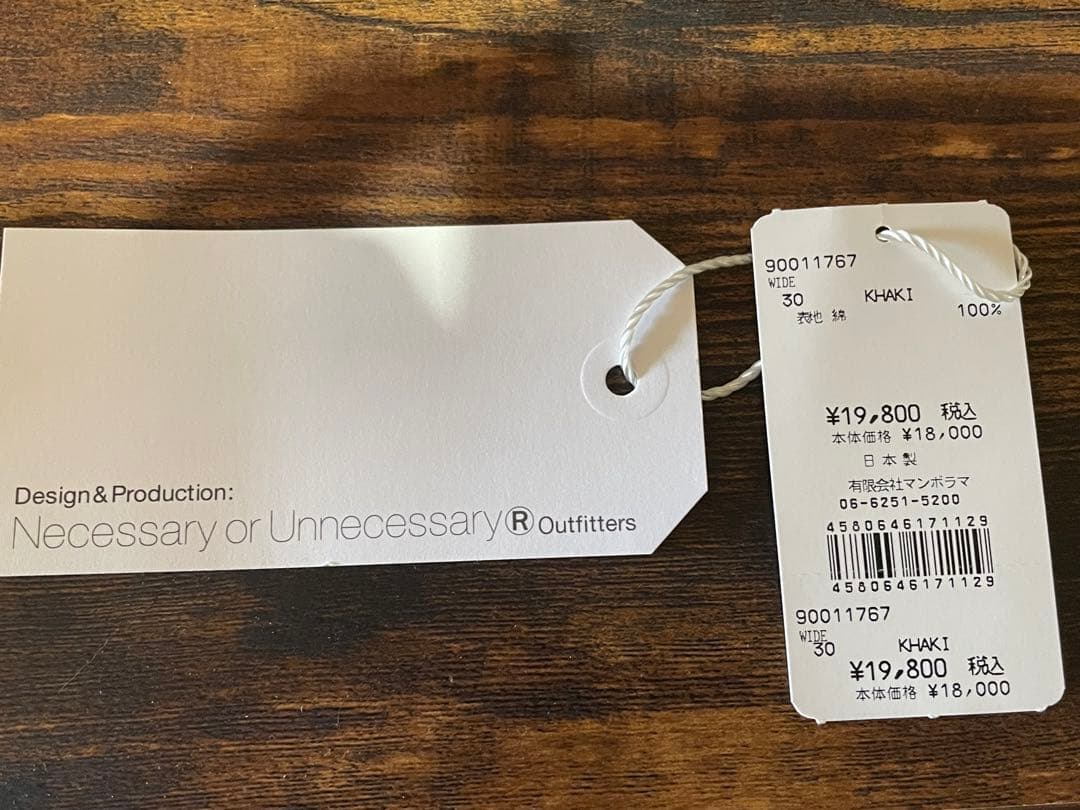 Design & Production:
Necessary or Unnecessary® Outfitters
90011767
WIDE
30 KHAKI
表地 綿 100%
¥19,800 税込
本体価格 ¥18,000
日本製
有限会社マンボラマ
06-6251-5200
4580646171129
4580646171129
90011767
WIDE
30 KHAKI
¥19,800 税込
本体価格 ¥18,000